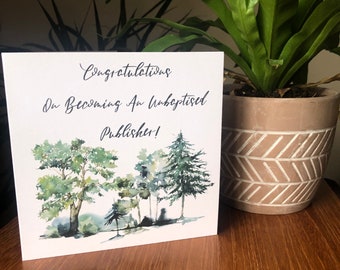 Congratulations
On Becoming An Unbaptised
Publisher!